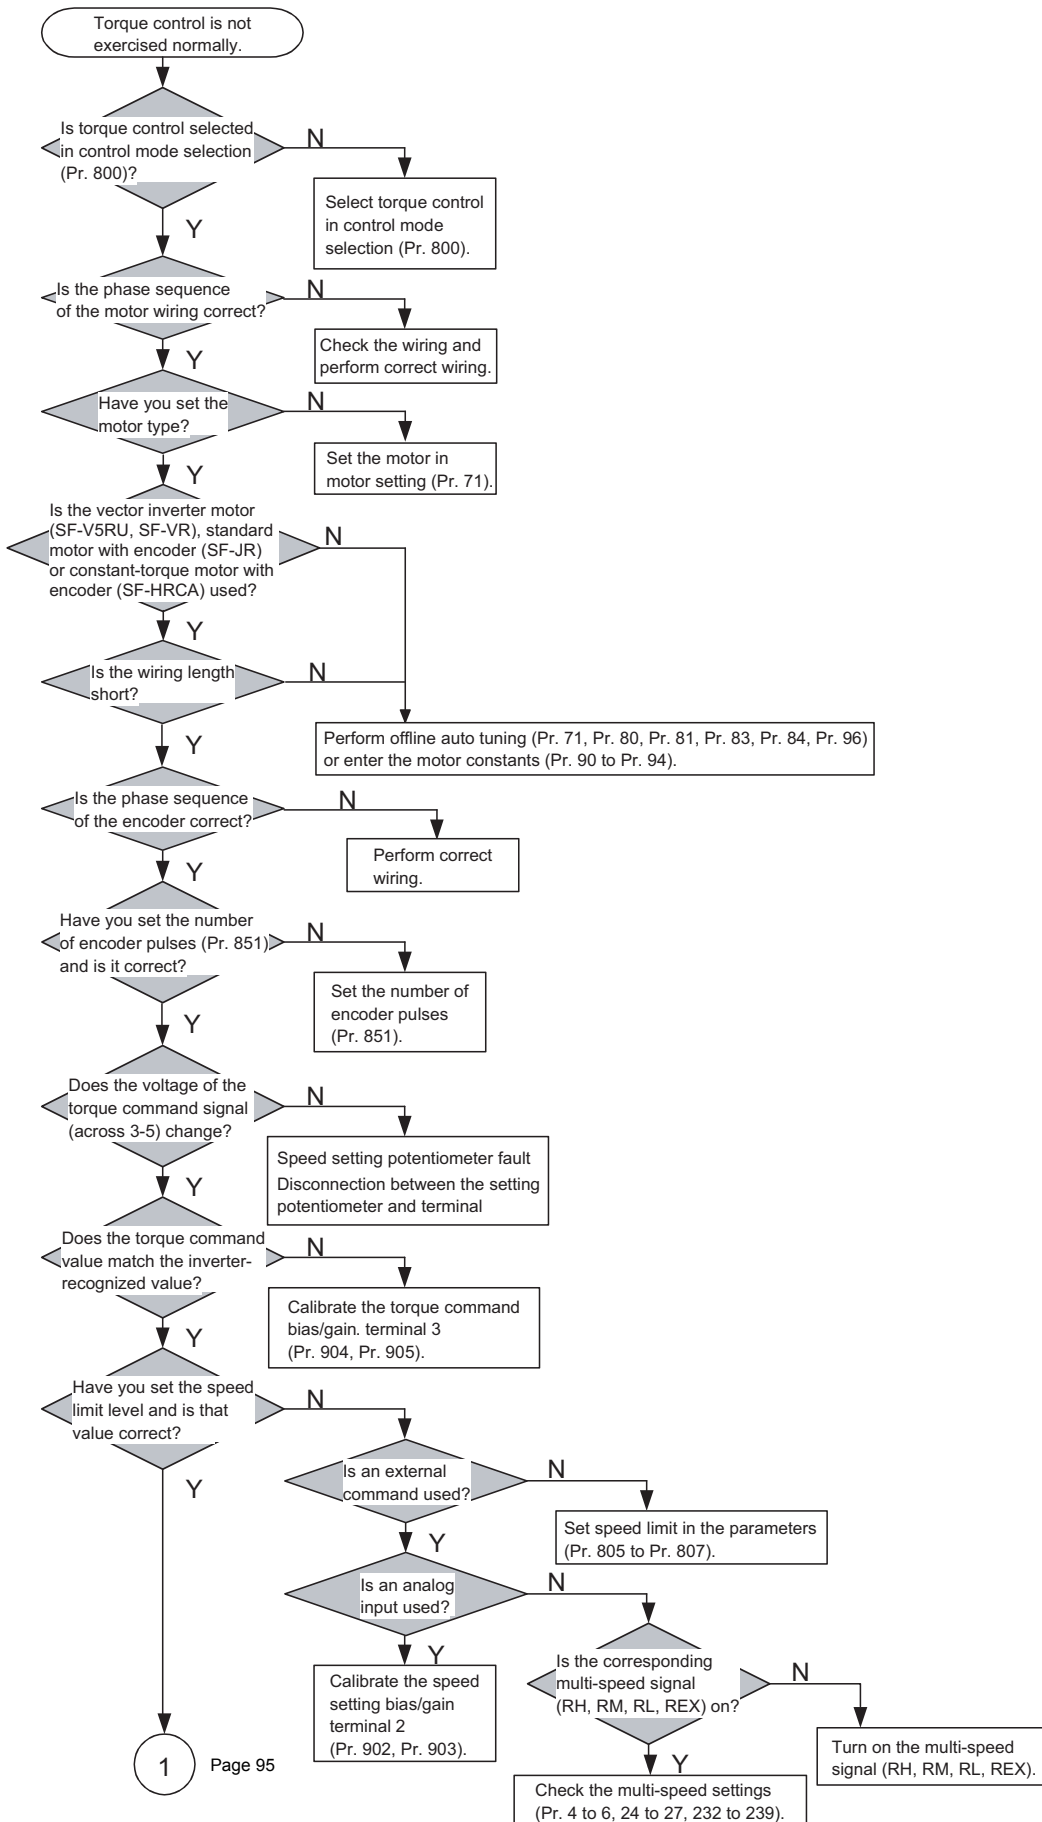 Torque control is not
exercised normally.
Is torque control selected
in control mode selection
(Pr. 800)?
N
Select torque control
in control mode
selection (Pr. 800).
Y
Is the phase sequence
of the motor wiring correct?
N
Check the wiring and
perform correct wiring.
Y
Have you set the
motor type?
N
Set the motor in
motor setting (Pr. 71).
Y
Is the vector inverter motor
(SF-V5RU, SF-VR), standard
motor with encoder (SF-JR)
or constant-torque motor with
encoder (SF-HRCA) used?
N
Y
Is the wiring length
short?
N
Perform offline auto tuning (Pr. 71, Pr. 80, Pr. 81, Pr. 83, Pr. 84, Pr. 96)
or enter the motor constants (Pr. 90 to Pr. 94).
Y
Is the phase sequence
of the encoder correct?
N
Perform correct
wiring.
Y
Have you set the number
of encoder pulses (Pr. 851)
and is it correct?
N
Set the number of
encoder pulses
(Pr. 851).
Y
Does the voltage of the
torque command signal
(across 3-5) change?
N
Speed setting potentiometer fault
Disconnection between the setting
potentiometer and terminal
Y
Does the torque command
value match the inverter-
recognized value?
N
Calibrate the torque command
bias/gain. terminal 3
(Pr. 904, Pr. 905).
Y
Have you set the speed
limit level and is that
value correct?
N
Is an external
command used?
N
Set speed limit in the parameters
(Pr. 805 to Pr. 807).
Y
Is an analog
input used?
N
Y
Calibrate the speed
setting bias/gain
terminal 2
(Pr. 902, Pr. 903).
Is the corresponding
multi-speed signal
(RH, RM, RL, REX) on?
N
Turn on the multi-speed
signal (RH, RM, RL, REX).
Y
Check the multi-speed settings
(Pr. 4 to 6, 24 to 27, 232 to 239).
Y
1
Page 95